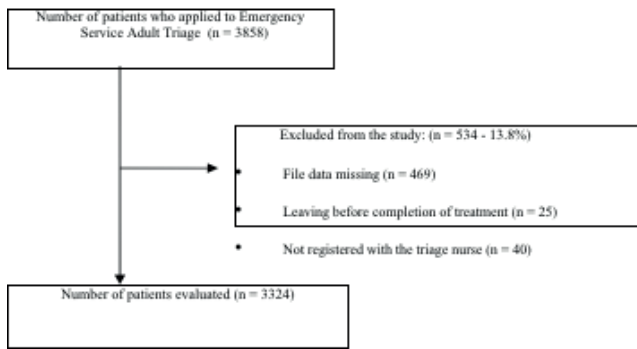 Number of patients who applied to Emergency
Service Adult Triage (n = 3858)
Excluded from the study: (n = 534 - 13.8%)
• File data missing (n = 469)
• Leaving before completion of treatment (n = 25)
• Not registered with the triage nurse (n = 40)
Number of patients evaluated (n = 3324)